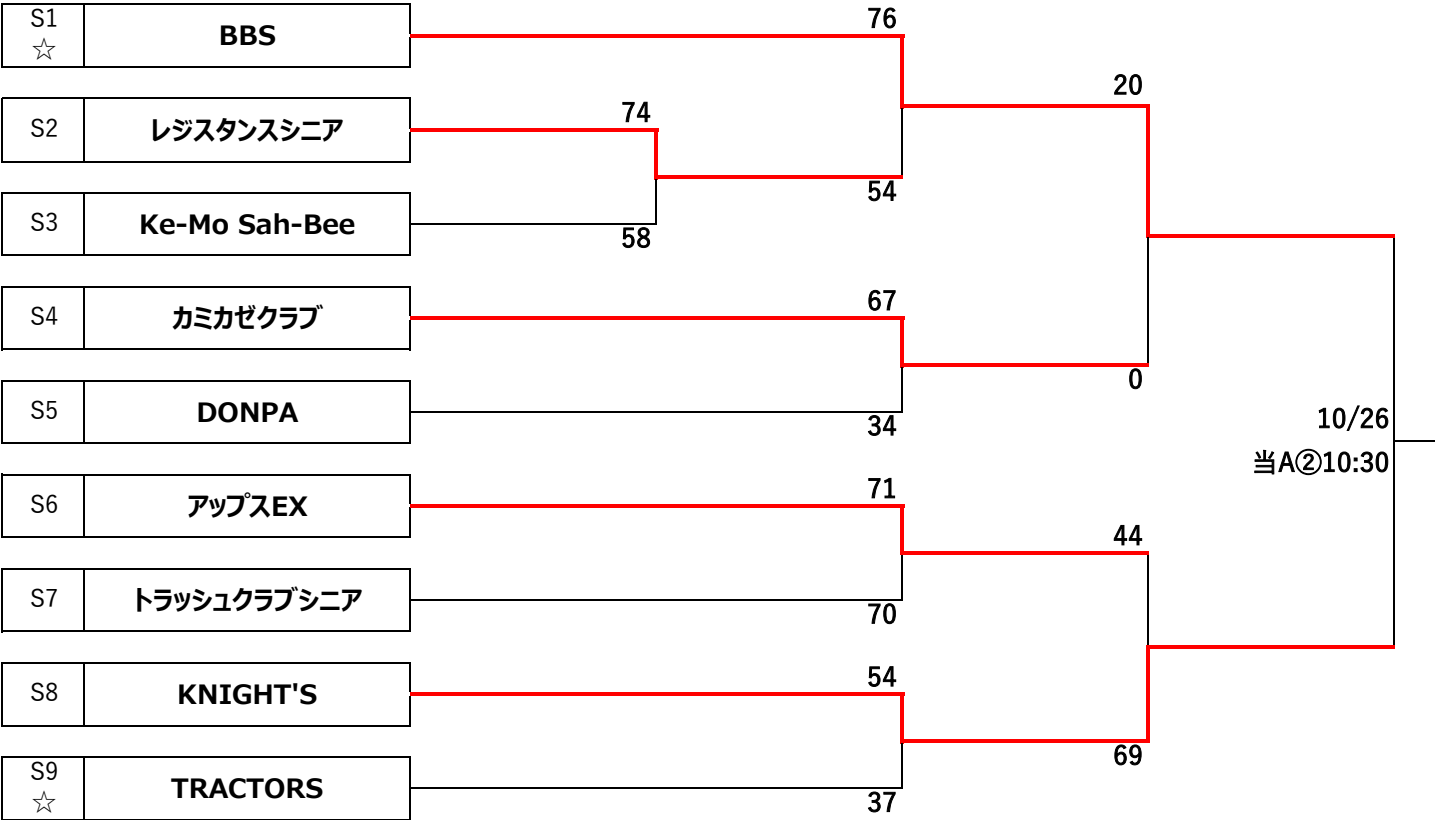 S1
☆
BBS
76
20
S2
レジスタンスシニア
74
54
S3
Ke-Mo Sah-Bee
58
S4
カミカゼクラブ
67
0
S5
DONPA
34
10/26
当A②10:30
S6
アップスEX
71
44
S7
トラッシュクラブシニア
70
S8
KNIGHT'S
54
69
S9
☆
TRACTORS
37